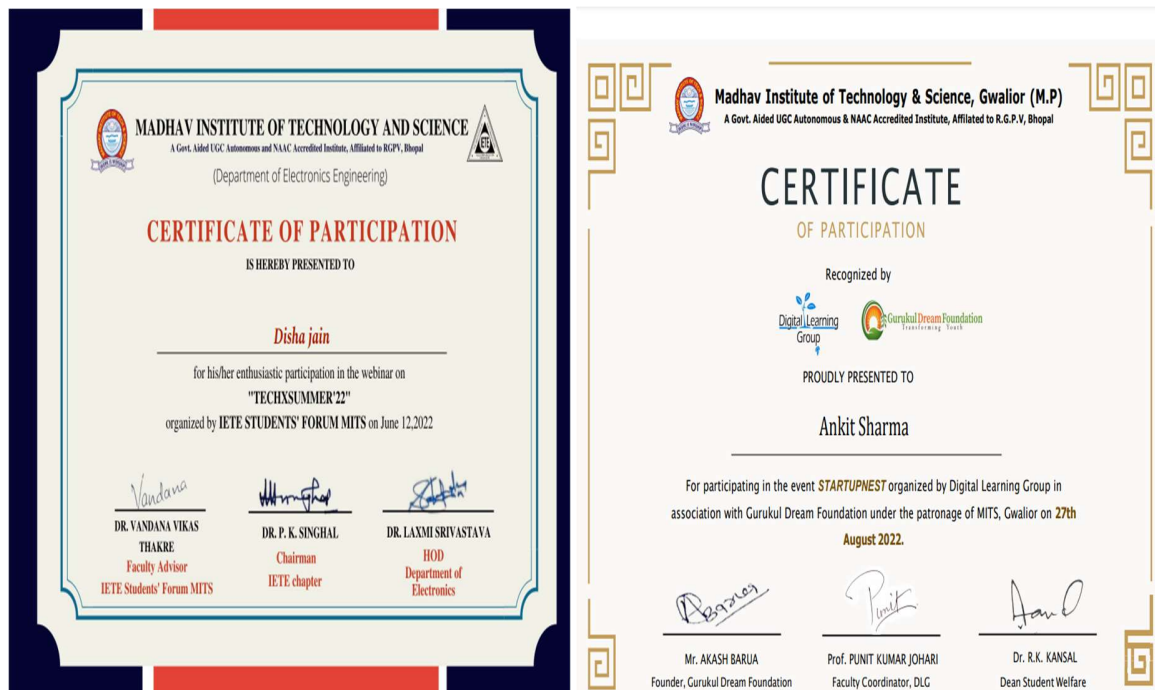 MADHAV INSTITUTE OF TECHNOLOGY AND SCIENCE
A Govt. Aided UGC Autonomous and NAAC Accredited Institute, Affiliated to RGPV, Bhopal
(Department of Electronics Engineering)
IETE
CERTIFICATE OF PARTICIPATION
IS HEREBY PRESENTED TO
Disha jain
for his/her enthusiastic participation in the webinar on
"TECHXSUMMER'22"
organized by IETE STUDENTS' FORUM MITS on June 12,2022
Vandana
DR. VANDANA VIKAS
THAKRE
Faculty Advisor
IETE Students' Forum MITS
DR. P. K. SINGHAL
Chairman
IETE chapter
DR. LAXMI SRIVASTAVA
HOD
Department of
Electronics
Madhav Institute of Technology & Science, Gwalior (M.P)
A Govt. Aided UGC Autonomous & NAAC Accredited Institute, Affiliated to R.G.P.V, Bhopal
CERTIFICATE
OF PARTICIPATION
Recognized by
Digital Learning
Group
Gurukul Dream Foundation
Transforming Youth
PROUDLY PRESENTED TO
Ankit Sharma
For participating in the event STARTUPNEST organized by Digital Learning Group in
association with Gurukul Dream Foundation under the patronage of MITS, Gwalior on 27th
August 2022.
Punit
Mr. AKASH BARUA
Founder, Gurukul Dream Foundation
Prof. PUNIT KUMAR JOHARI
Faculty Coordinator, DLG
Dr. R.K. KANSAL
Dean Student Welfare